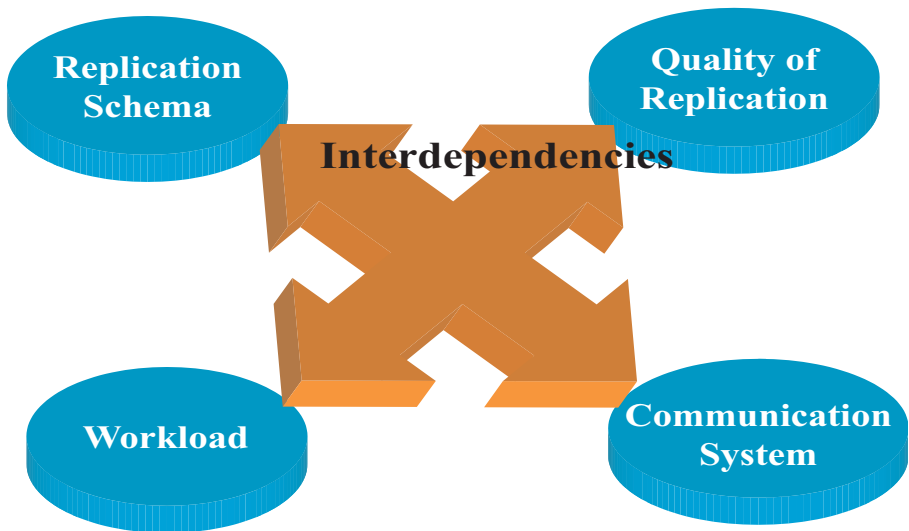 Replication
Schema
Quality of
Replication
Interdependencies
Workload
Communication
System